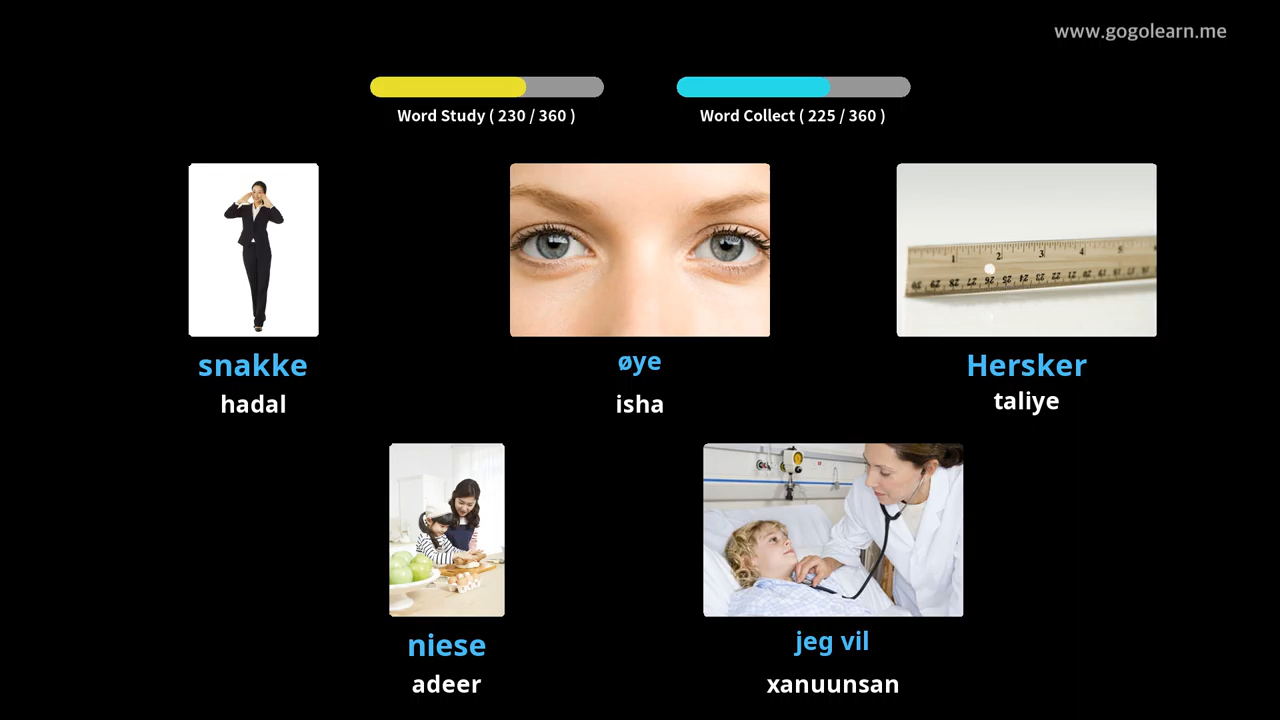 www.gogolearn.me
Word Study ( 230 / 360 )
Word Collect ( 225 / 360 )
snakke
hadal
øye
isha
Hersker
taliye
niese
adeer
jeg vil
xanuunsan